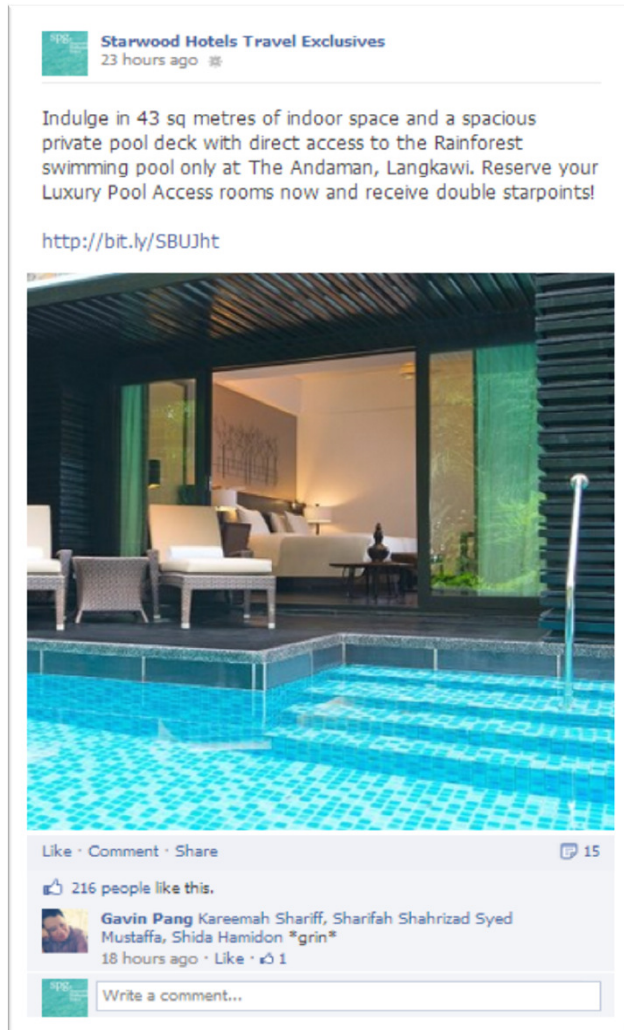 spg
Starwood Hotels Travel Exclusives
23 hours ago
Indulge in 43 sq metres of indoor space and a spacious
private pool deck with direct access to the Rainforest
swimming pool only at The Andaman, Langkawi. Reserve your
Luxury Pool Access rooms now and receive double starpoints!
http://bit.ly/SBUJht
Like · Comment · Share 15
216 people like this.
Gavin Pang Kareemah Shariff, Sharifah Shahrizad Syed
Mustaffa, Shida Hamidon *grin*
18 hours ago · Like · 1
spg
Write a comment...